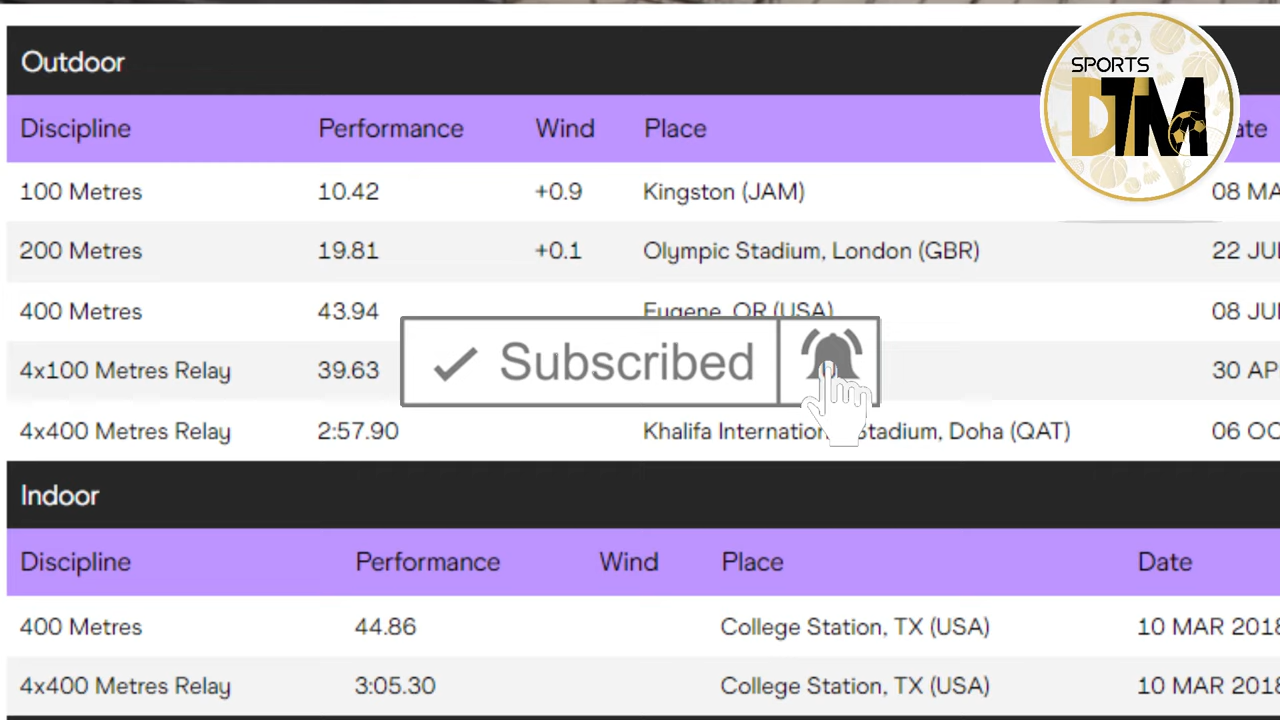 Outdoor
SPORTS
DTM
Discipline Performance Wind Place ate
100 Metres 10.42 +0.9 Kingston (JAM) 08 MA
200 Metres 19.81 +0.1 Olympic Stadium, London (GBR) 22 JU
400 Metres 43.94 Eugene, OR (USA) 08 JU
4x100 Metres Relay 39.63 30 AP
Subscribed
4x400 Metres Relay 2:57.90 Khalifa Internation Stadium, Doha (QAT) 06 OC
Indoor
Discipline Performance Wind Place Date
400 Metres 44.86 College Station, TX (USA) 10 MAR 2018
4x400 Metres Relay 3:05.30 College Station, TX (USA) 10 MAR 2018